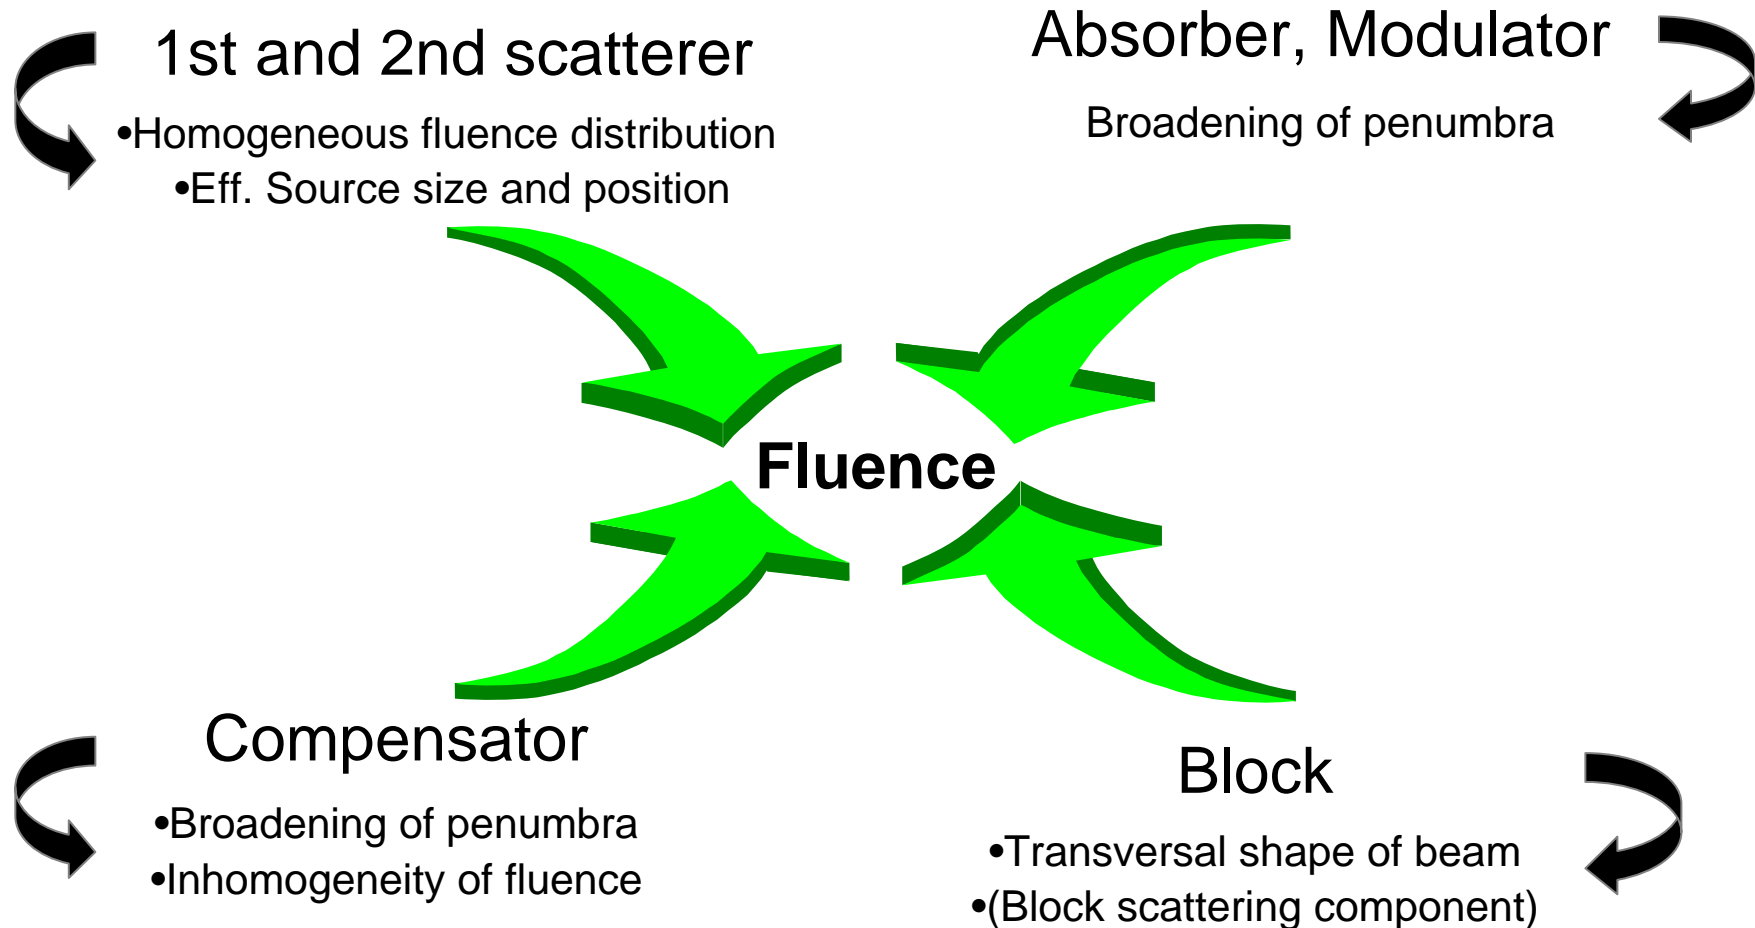 1st and 2nd scatterer
•Homogeneous fluence distribution
•Eff. Source size and position
Absorber, Modulator
Broadening of penumbra
Fluence
Compensator
•Broadening of penumbra
•Inhomogeneity of fluence
Block
•Transversal shape of beam
•(Block scattering component)